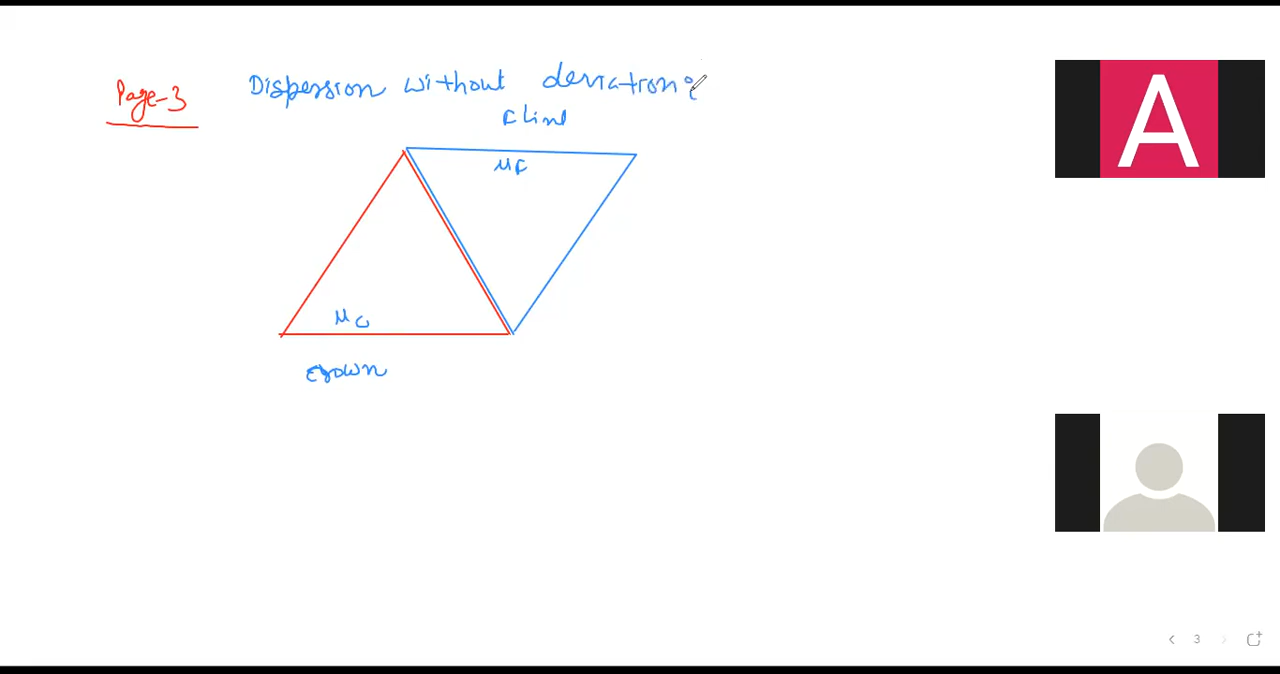 Page-3
Dispersion without deviation:
Flint
μF
μC
Crown
A
3